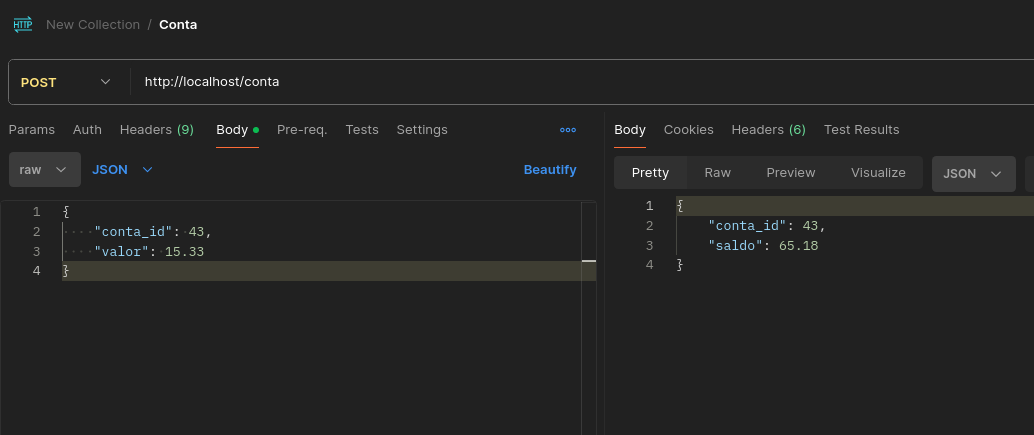 HTTP New Collection / Conta
POST http://localhost/conta
Params Auth Headers (9) Body Pre-req. Tests Settings
raw JSON Beautify
1 {
2 "conta_id": 43,
3 "valor": 15.33
4 }
Body Cookies Headers (6) Test Results
Pretty Raw Preview Visualize JSON
1 {
2 "conta_id": 43,
3 "saldo": 65.18
4 }